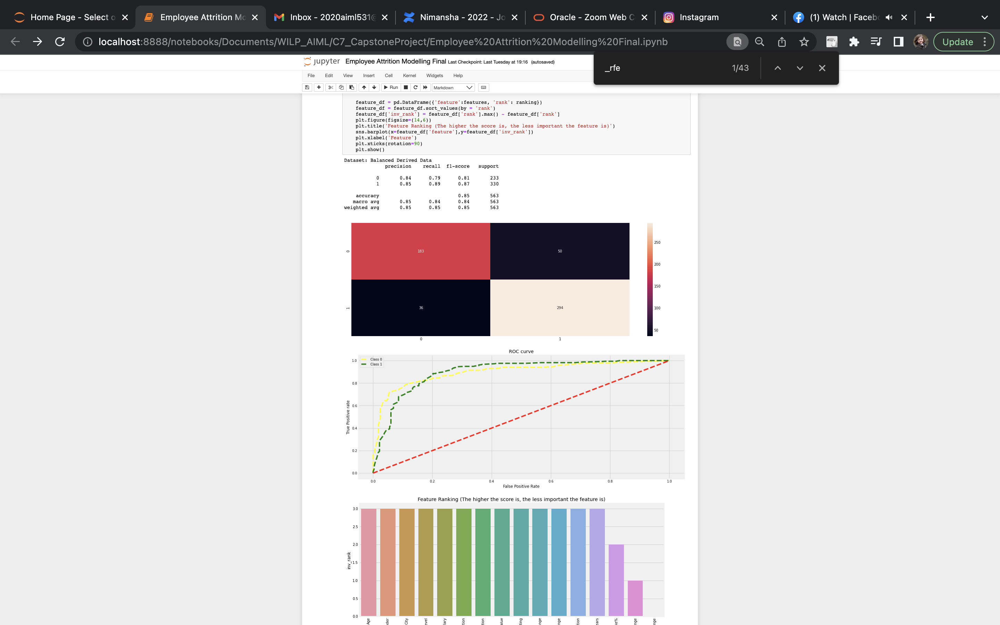 Home Page - Select o
Employee Attrition Mo
Inbox - 2020aiml531@
Nimansha - 2022 - Jo
Oracle - Zoom Web C
Instagram
(1) Watch | Facebo
localhost:8888/notebooks/Documents/WILP_AIML/C7_CapstoneProject/Employee%20Attrition%20Modelling%20Final.ipynb
Update
_rfe 1/43
jupyter Employee Attrition Modelling Final Last Checkpoint: Last Tuesday at 19:16 (autosaved)
File Edit View Insert Cell Kernel Widgets Help
Run Markdown
feature_df = pd.DataFrame({'feature':features, 'rank': ranking})
feature_df = feature_df.sort_values(by = 'rank')
feature_df['inv_rank'] = feature_df['rank'].max() - feature_df['rank']
plt.figure(figsize=(14,6))
plt.title('Feature Ranking (The higher the score is, the less important the feature is)')
sns.barplot(x=feature_df['feature'],y=feature_df['inv_rank'])
plt.xlabel('Feature')
plt.xticks(rotation=90)
plt.show()
Dataset: Balanced Derived Data
precision recall f1-score support
0 0.84 0.79 0.81 233
1 0.85 0.89 0.87 330
accuracy 0.85 563
macro avg 0.85 0.84 0.84 563
weighted avg 0.85 0.85 0.85 563
0
183
50
1
36
294
0
1
250
200
150
100
50
ROC curve
Class 0
Class 1
1.0
0.8
0.6
0.4
0.2
0.0
True Positive rate
0.0 0.2 0.4 0.6 0.8 1.0
False Positive Rate
Feature Ranking (The higher the score is, the less important the feature is)
3.0
2.5
2.0
1.5
1.0
0.5
0.0
inv_rank
Age
der
City
evel
lary
tion
tion
alue
ting
nge
nge
tion
ears
ke%
nge
nge